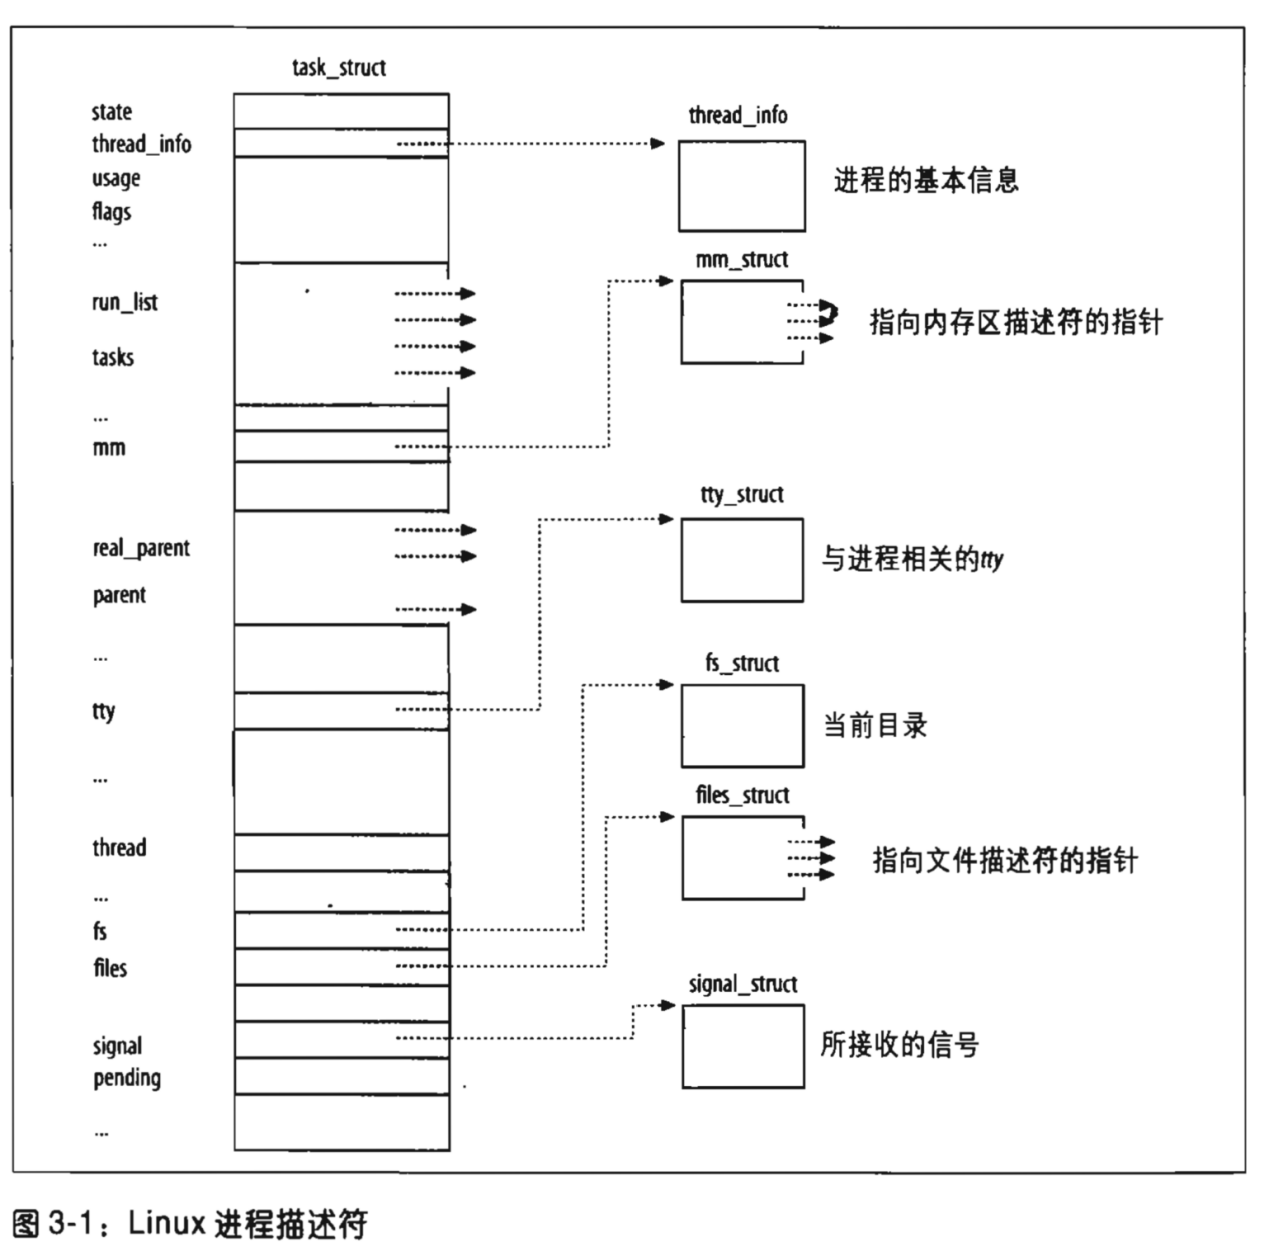 task_struct
state
thread_info
thread_info
进程的基本信息
usage
flags
...
mm_struct
run_list
指向内存区描述符的指针
tasks
...
mm
tty_struct
real_parent
与进程相关的tty
parent
...
fs_struct
tty
当前目录
...
files_struct
thread
指向文件描述符的指针
...
fs
files
signal_struct
signal
所接收的信号
pending
...
图 3-1：Linux 进程描述符